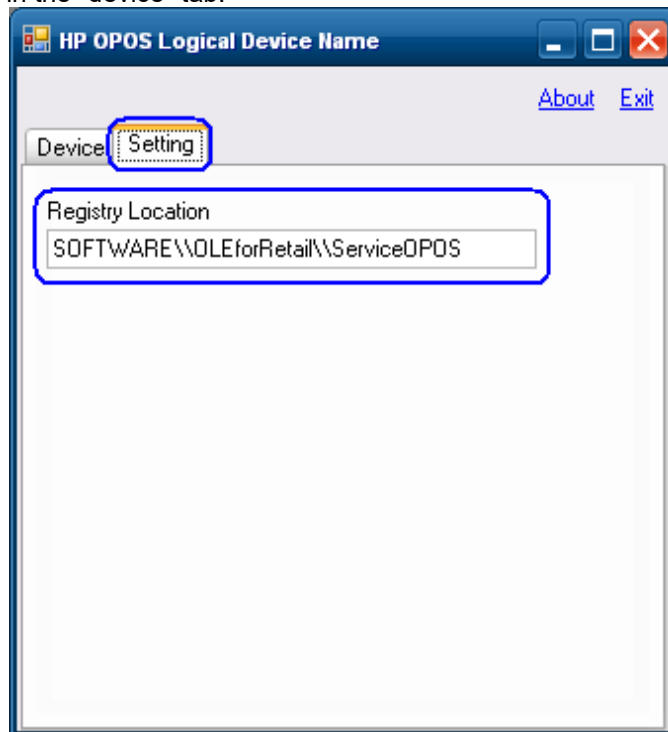 in the "device" tab.
HP OPOS Logical Device Name
About Exit
Device Setting
Registry Location
SOFTWARE\\OLEforRetail\\ServiceOPOS